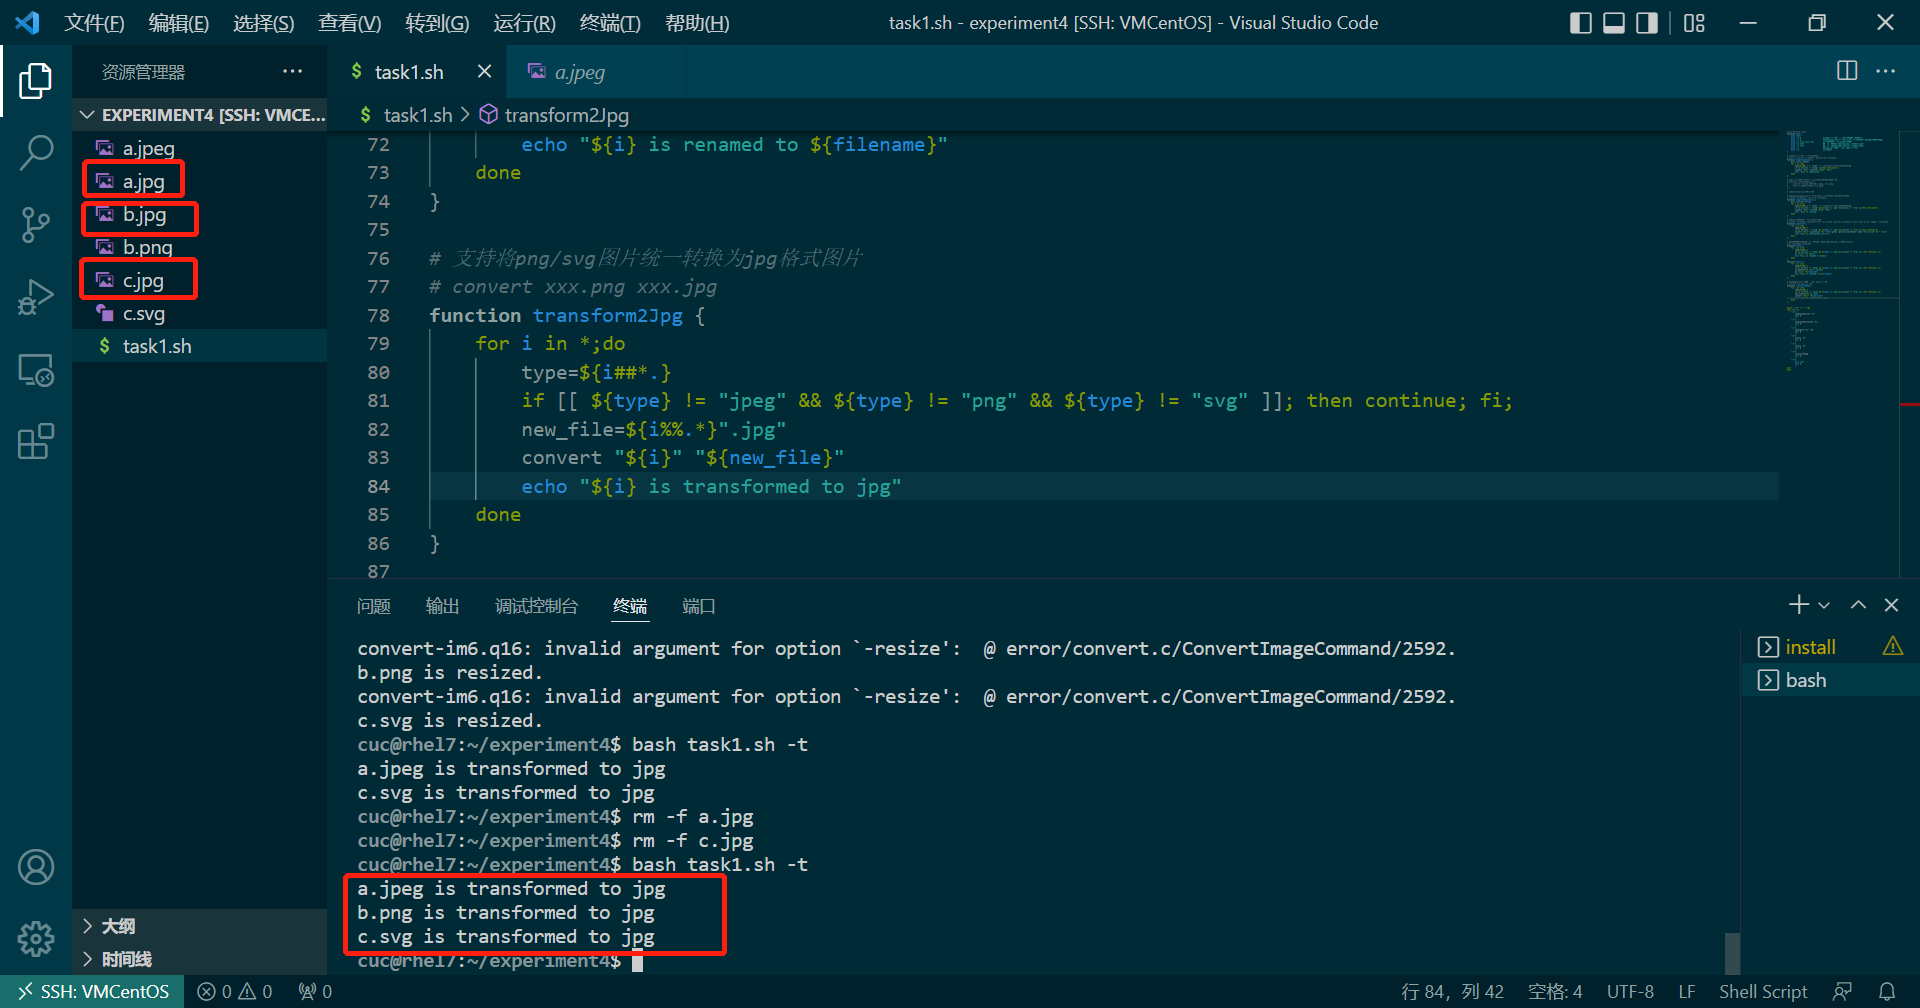 文件(F) 编辑(E) 选择(S) 查看(V) 转到(G) 运行(R) 终端(T) 帮助(H) task1.sh - experiment4 [SSH: VMCentOS] - Visual Studio Code
资源管理器 ···
$ task1.sh a.jpeg
EXPERIMENT4 [SSH: VMCE...
a.jpeg
a.jpg
b.jpg
b.png
c.jpg
c.svg
$ task1.sh
大纲
时间线
$ task1.sh > transform2Jpg
72 echo "${i} is renamed to ${filename}"
73 done
74 }
75
76 # 支持将png/svg图片统一转换为jpg格式图片
77 # convert xxx.png xxx.jpg
78 function transform2Jpg {
79 for i in *;do
80 type=${i##*.}
81 if [[ ${type} != "jpeg" && ${type} != "png" && ${type} != "svg" ]]; then continue; fi;
82 new_file=${i%%.*}".jpg"
83 convert "${i}" "${new_file}"
84 echo "${i} is transformed to jpg"
85 done
86 }
87
问题 输出 调试控制台 终端 端口
convert-im6.q16: invalid argument for option `-resize':  @ error/convert.c/ConvertImageCommand/2592.
b.png is resized.
convert-im6.q16: invalid argument for option `-resize':  @ error/convert.c/ConvertImageCommand/2592.
c.svg is resized.
cuc@rhel7:~/experiment4$ bash task1.sh -t
a.jpeg is transformed to jpg
c.svg is transformed to jpg
cuc@rhel7:~/experiment4$ rm -f a.jpg
cuc@rhel7:~/experiment4$ rm -f c.jpg
cuc@rhel7:~/experiment4$ bash task1.sh -t
a.jpeg is transformed to jpg
b.png is transformed to jpg
c.svg is transformed to jpg
cuc@rhel7:~/experiment4$
install
bash
SSH: VMCentOS 0 0 0 行 84, 列 42 空格: 4 UTF-8 LF Shell Script